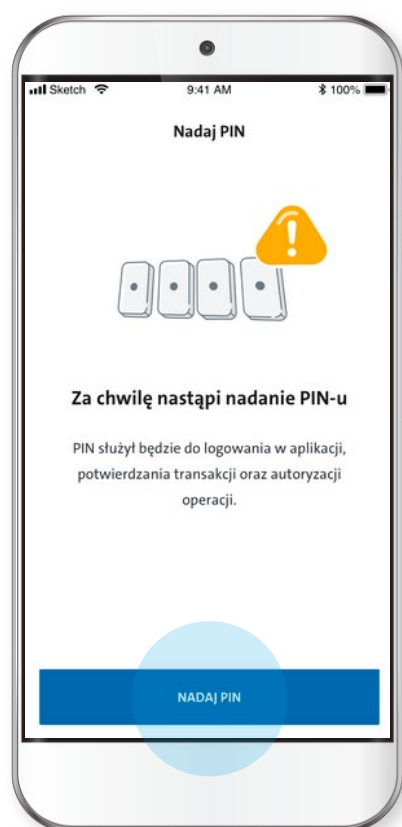 Sketch 9:41 AM 100%
Nadaj PIN
!
Za chwilę nastąpi nadanie PIN-u
PIN służył będzie do logowania w aplikacji,
potwierdzania transakcji oraz autoryzacji
operacji.
NADAJ PIN